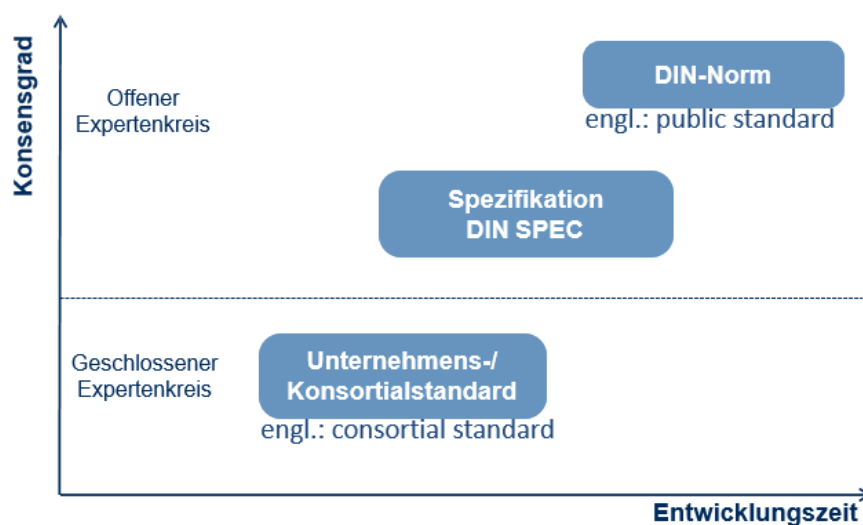 Konsensgrad
Offener
Expertenkreis
DIN-Norm
engl.: public standard
Spezifikation
DIN SPEC
Geschlossener
Expertenkreis
Unternehmens-/
Konsortialstandard
engl.: consortial standard
Entwicklungszeit